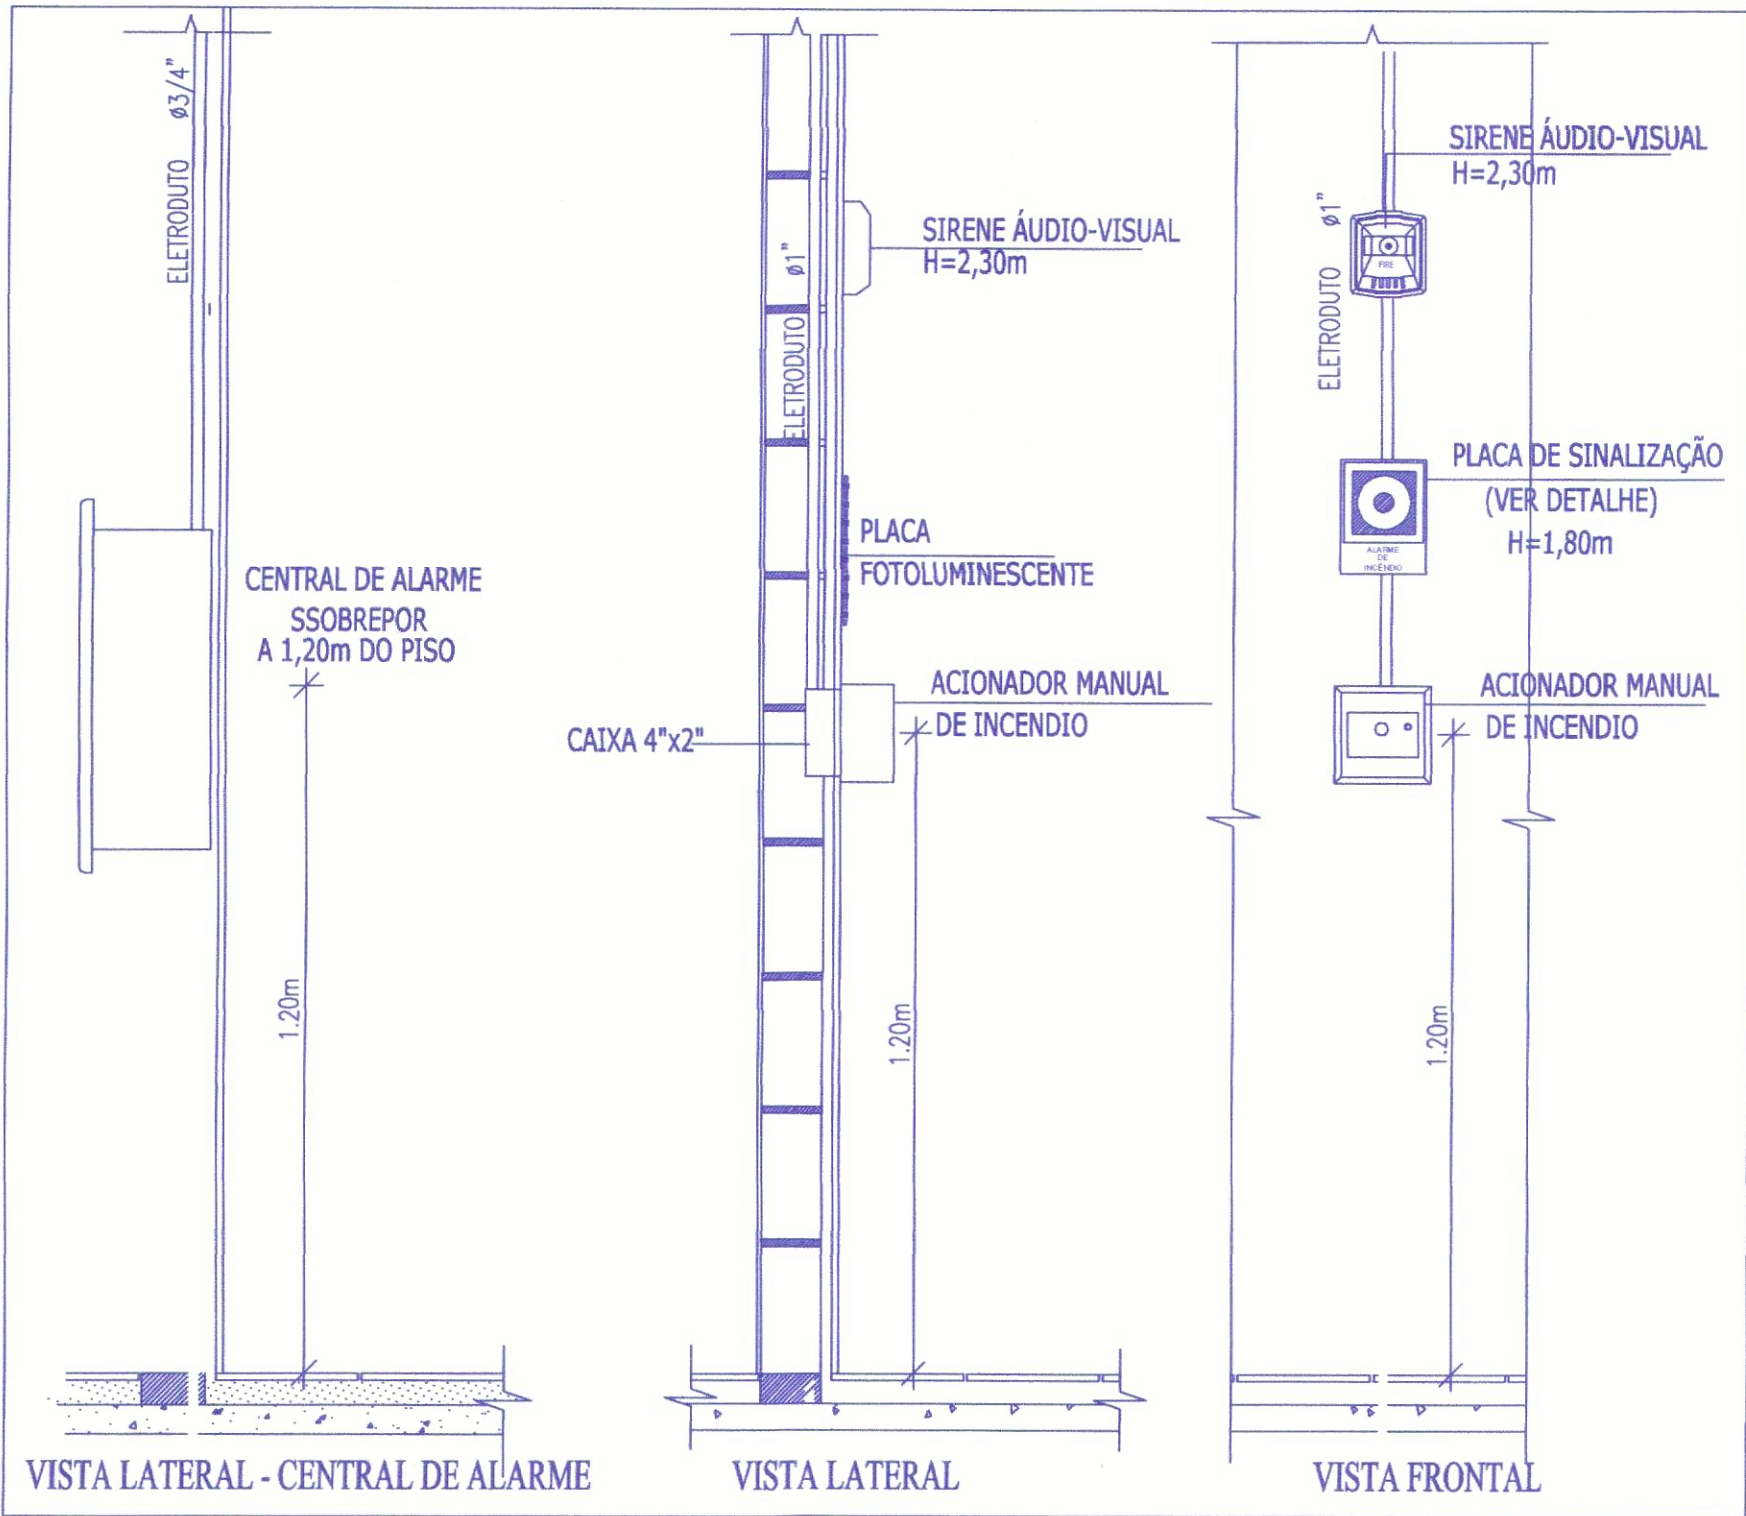 ELETRODUTO ø3/4"
CENTRAL DE ALARME
SSOBREPOR
A 1,20m DO PISO
1.20m
VISTA LATERAL - CENTRAL DE ALARME
ELETRODUTO ø1"
SIRENE ÁUDIO-VISUAL
H=2,30m
PLACA
FOTOLUMINESCENTE
ACIONADOR MANUAL
DE INCENDIO
CAIXA 4"x2"
1.20m
VISTA LATERAL
SIRENE ÁUDIO-VISUAL
H=2,30m
ELETRODUTO ø1"
FIRE
PLACA DE SINALIZAÇÃO
(VER DETALHE)
H=1,80m
ALARME
DE
INCÊNDIO
ACIONADOR MANUAL
DE INCENDIO
1.20m
VISTA FRONTAL